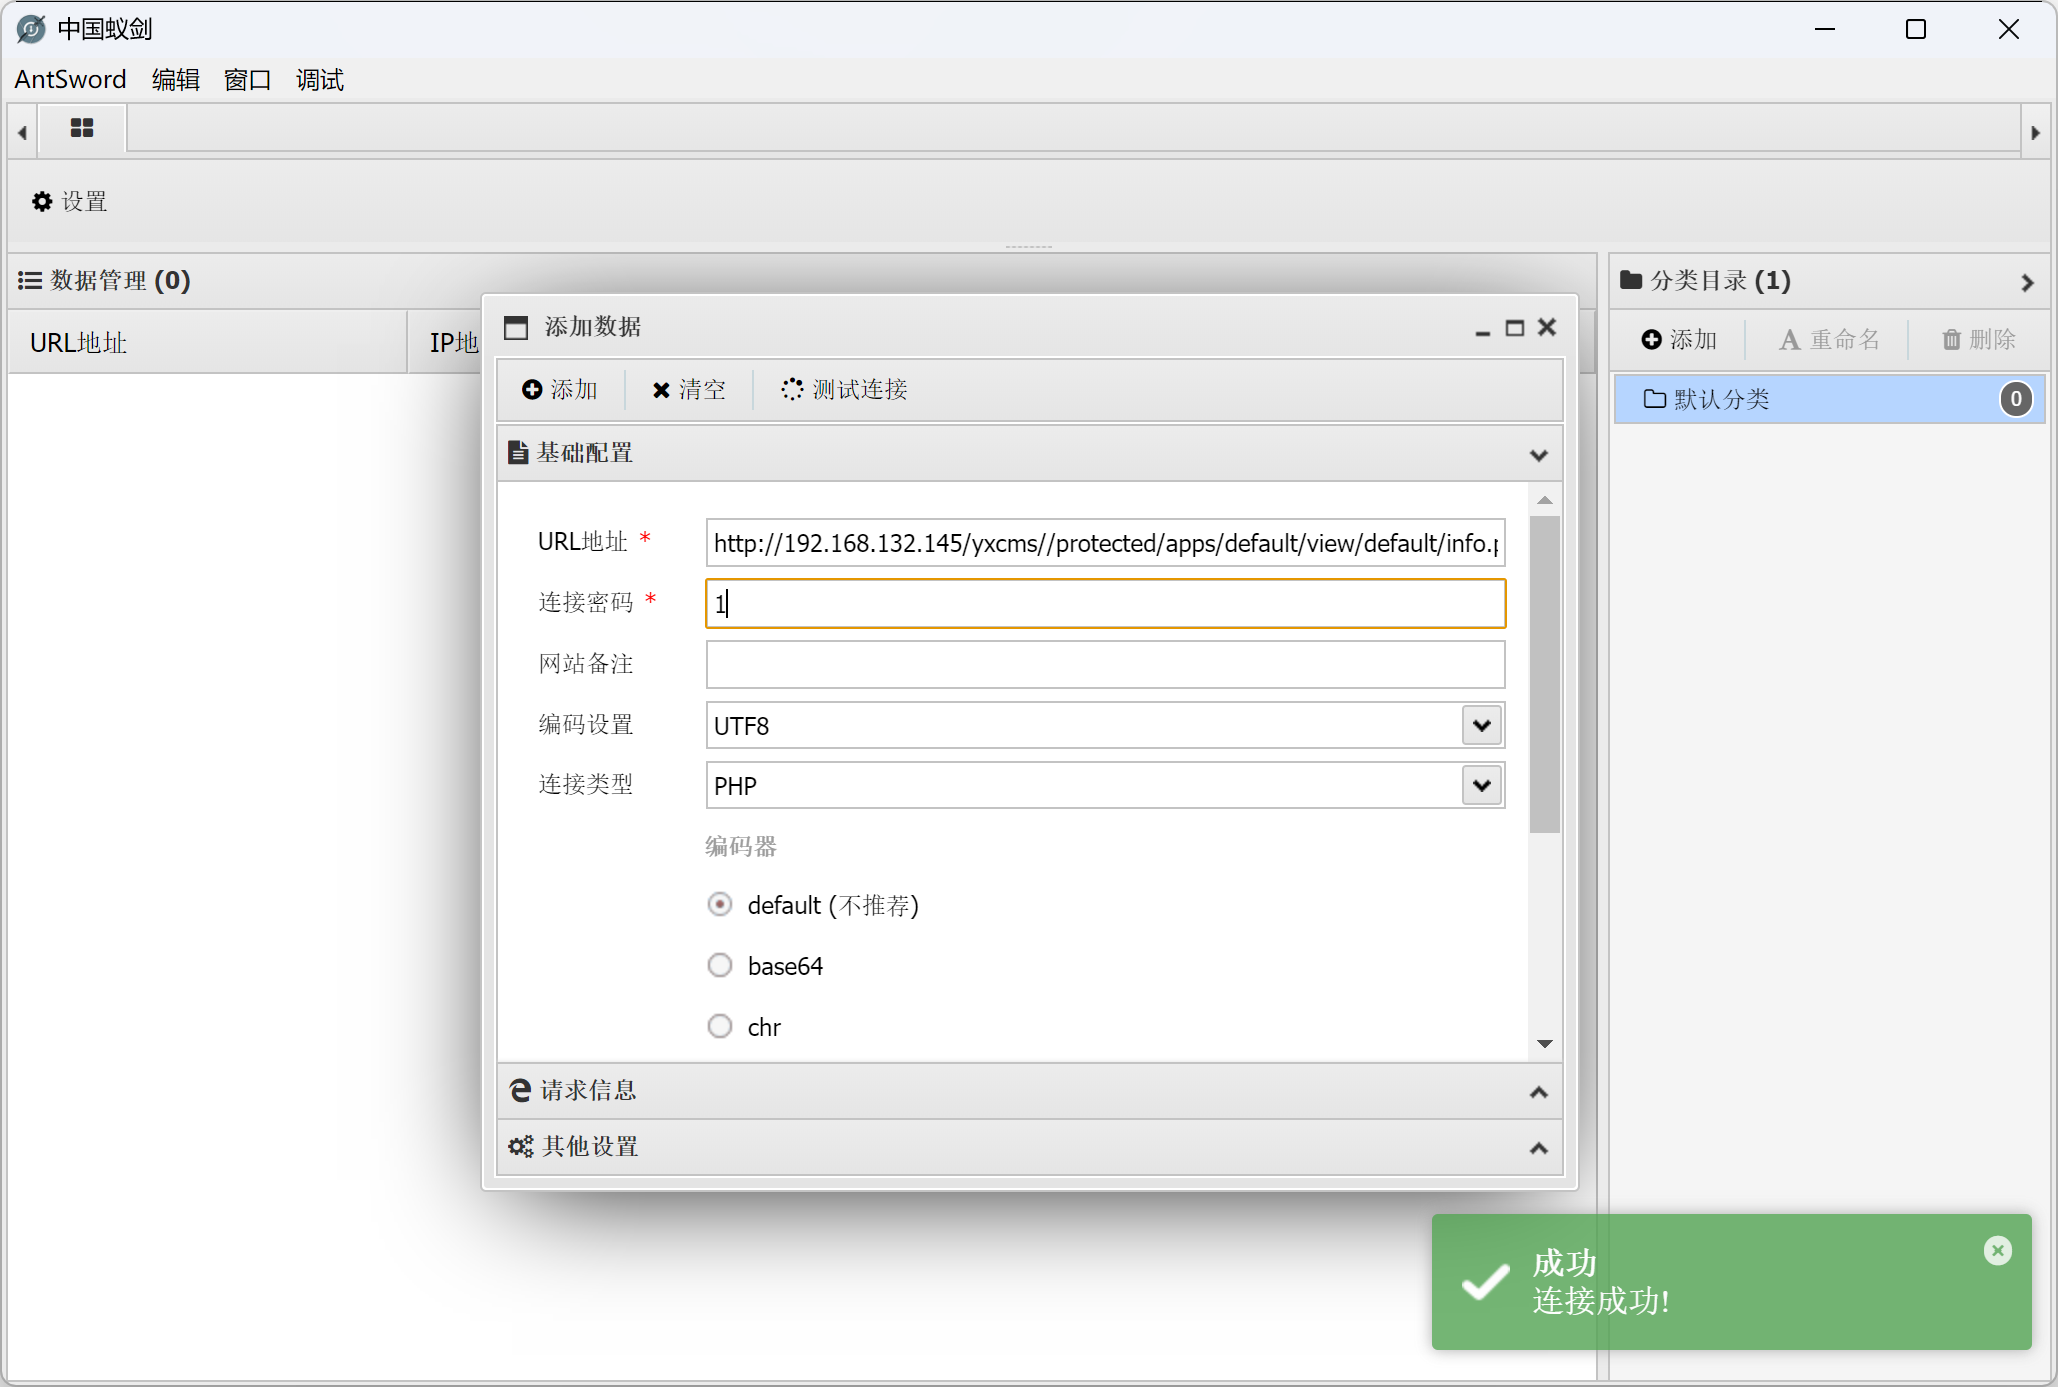 中国蚁剑
AntSword 编辑 窗口 调试
设置
数据管理 (0)
分类目录 (1)
URL地址
IP地
添加 重命名 删除
默认分类 0
添加数据
添加 清空 测试连接
基础配置
URL地址 * http://192.168.132.145/yxcms//protected/apps/default/view/default/info.p
连接密码 * 1
网站备注
编码设置 UTF8
连接类型 PHP
编码器
default (不推荐)
base64
chr
请求信息
其他设置
成功
连接成功!